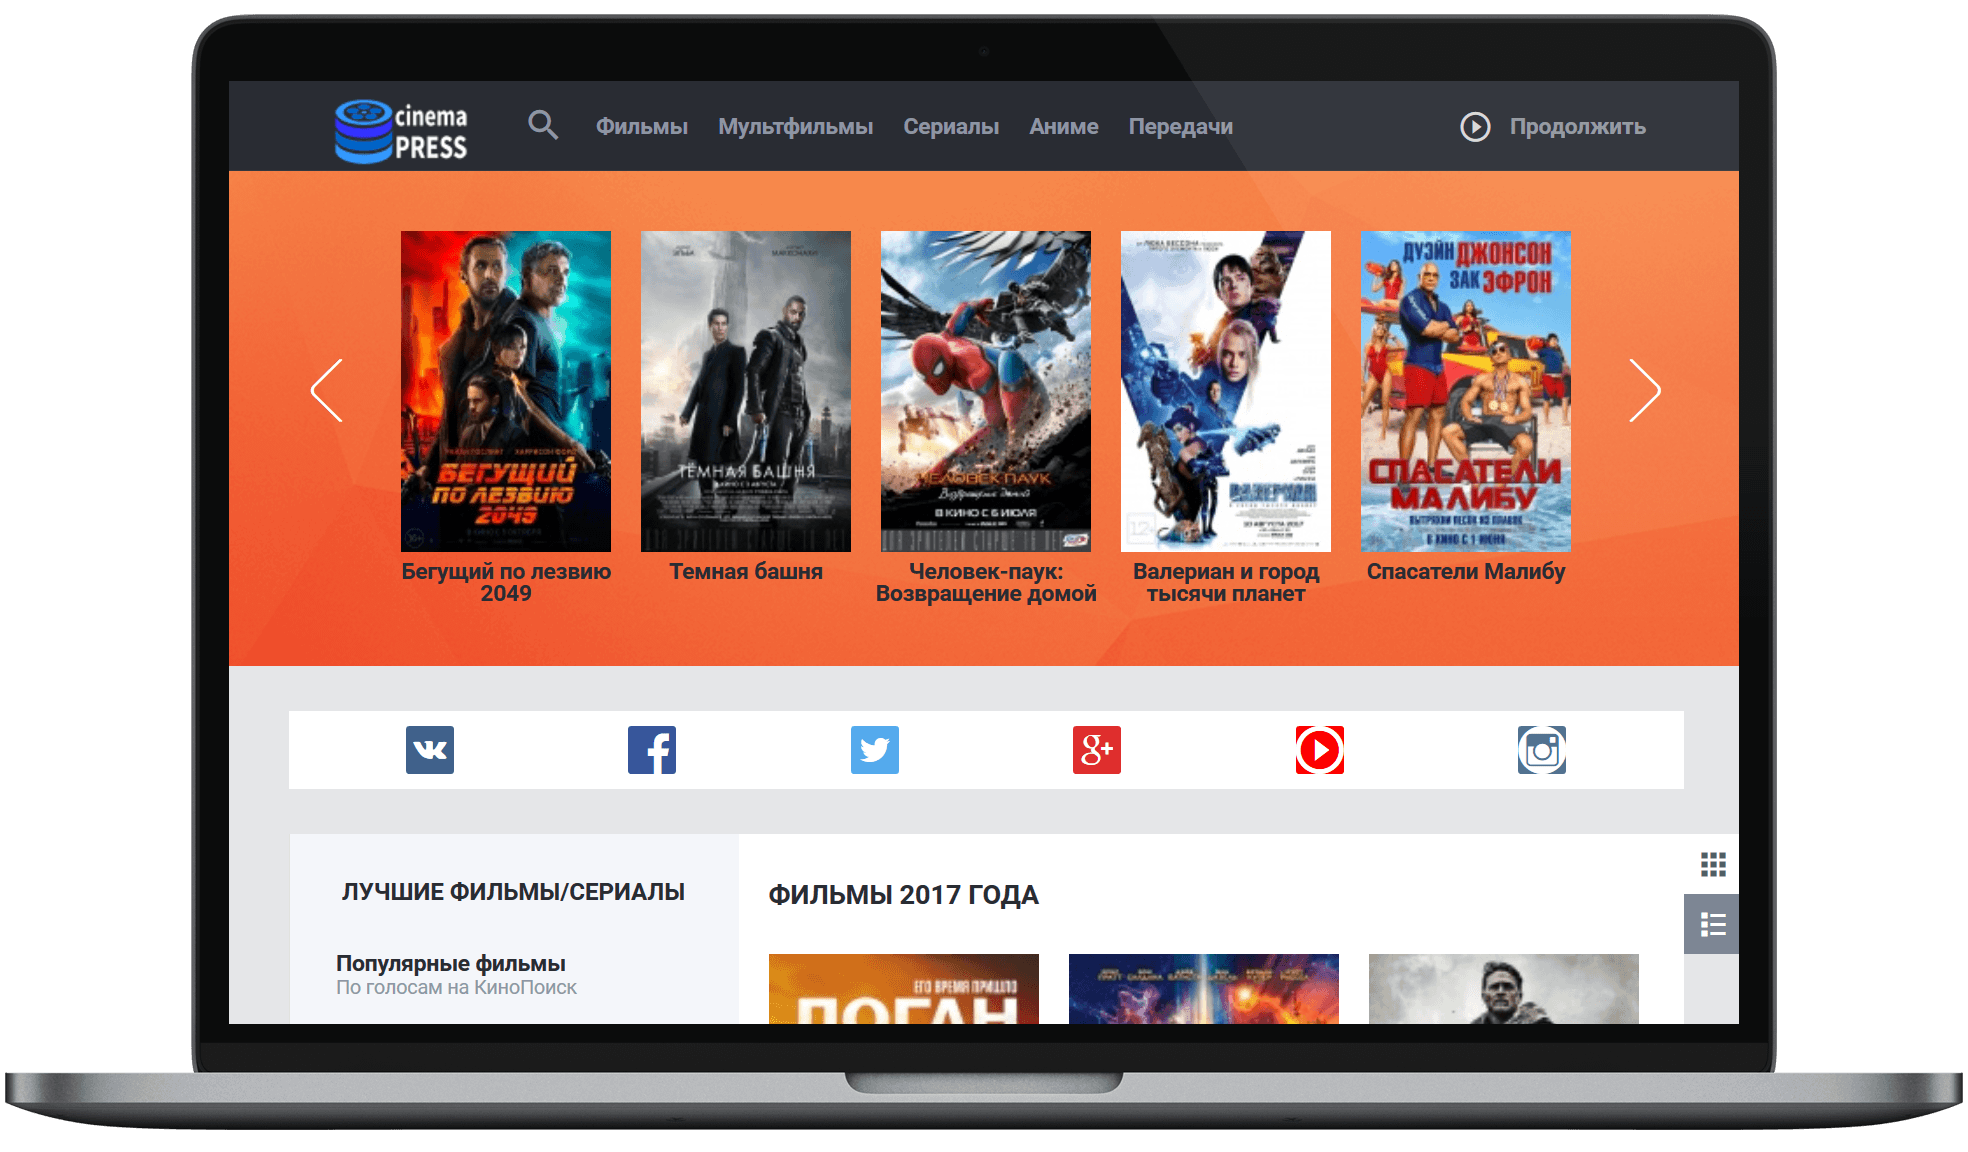 cinema
PRESS
Фильмы Мультфильмы Сериалы Аниме Передачи
Продолжить
БЕГУЩИЙ
ПО ЛЕЗВИЮ
2049
ТЕМНАЯ БАШНЯ
ЧЕЛОВЕК-ПАУК
Возвращение домой
В КИНО С 6 ИЮЛЯ
ВАЛЕРИАН
12+
ДУЭЙН ДЖОНСОН
ЗАК ЭФРОН
СПАСАТЕЛИ
МАЛИБУ
В КИНО С 1 ИЮНЯ
Бегущий по лезвию
2049
Темная башня
Человек-паук:
Возвращение домой
Валериан и город
тысячи планет
Спасатели Малибу
ЛУЧШИЕ ФИЛЬМЫ/СЕРИАЛЫ
Популярные фильмы
По голосам на КиноПоиск
ФИЛЬМЫ 2017 ГОДА
ЕГО ВРЕМЯ ПРИШЛО
ЛОГАН